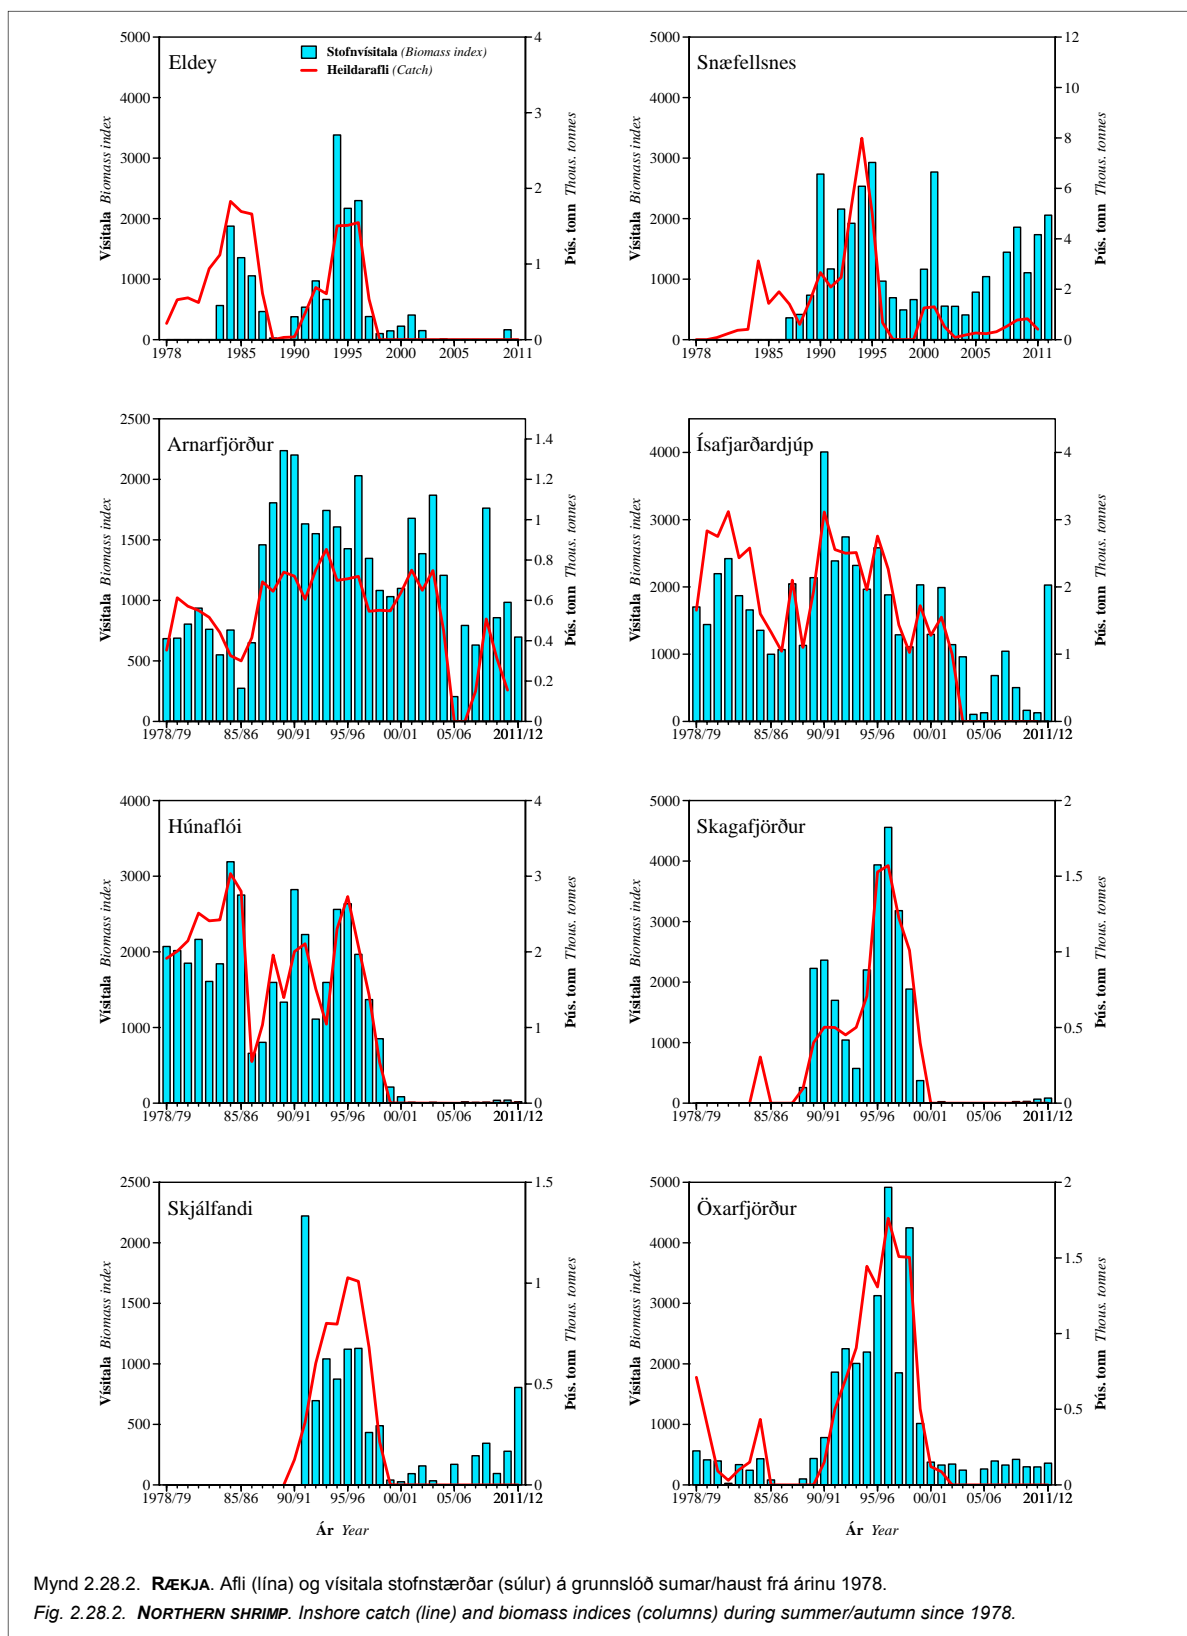 Eldey
Stofnvísitala (Biomass index)
Heildarafli (Catch)
5000
4000
3000
2000
1000
0
4
3
2
1
0
Vísitala Biomass index
Þús. tonn Thous. tonnes
1978 1985 1990 1995 2000 2005 2011
Snæfellsnes
5000
4000
3000
2000
1000
0
12
10
8
6
4
2
0
Vísitala Biomass index
Þús. tonn Thous. tonnes
1978 1985 1990 1995 2000 2005 2011
Arnarfjörður
2500
2000
1500
1000
500
0
1.4
1.2
1
0.8
0.6
0.4
0.2
0
Vísitala Biomass index
Þús. tonn Thous. tonnes
1978/79 85/86 90/91 95/96 00/01 05/06 2011/12
Ísafjarðardjúp
4000
3000
2000
1000
0
4
3
2
1
0
Vísitala Biomass index
Þús. tonn Thous. tonnes
1978/79 85/86 90/91 95/96 00/01 05/06 2011/12
Húnaflói
4000
3000
2000
1000
0
4
3
2
1
0
Vísitala Biomass index
Þús. tonn Thous. tonnes
1978/79 85/86 90/91 95/96 00/01 05/06 2011/12
Skagafjörður
5000
4000
3000
2000
1000
0
2
1.5
1
0.5
0
Vísitala Biomass index
Þús. tonn Thous. tonnes
1978/79 85/86 90/91 95/96 00/01 05/06 2011/12
Skjálfandi
2500
2000
1500
1000
500
0
1.5
1
0.5
0
Vísitala Biomass index
Þús. tonn Thous. tonnes
1978/79 85/86 90/91 95/96 00/01 05/06 2011/12
Ár Year
Öxarfjörður
5000
4000
3000
2000
1000
0
2
1.5
1
0.5
0
Vísitala Biomass index
Þús. tonn Thous. tonnes
1978/79 85/86 90/91 95/96 00/01 05/06 2011/12
Ár Year
Mynd 2.28.2. RÆKJA. Afli (lína) og vísitala stofnstærðar (súlur) á grunnslóð sumar/haust frá árinu 1978.
Fig. 2.28.2. NORTHERN SHRIMP. Inshore catch (line) and biomass indices (columns) during summer/autumn since 1978.